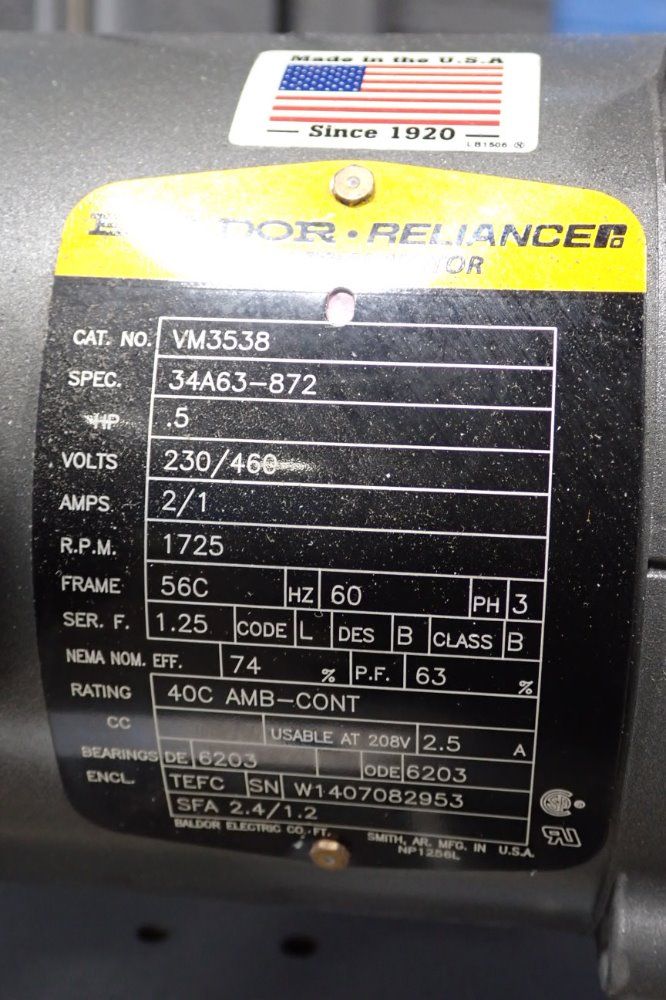 Made in the U.S.A
Since 1920
LB1506
RELIANCER
CAT. NO. VM3538
SPEC. 34A63-872
HP .5
VOLTS 230/460
AMPS 2/1
R.P.M. 1725
FRAME 56C HZ 60 PH 3
SER. F. 1.25 CODE L DES B CLASS B
NEMA NOM. EFF. 74 % P.F. 63 %
RATING 40C AMB-CONT
CC USABLE AT 208V 2.5 A
BEARINGS DE 6203 ODE 6203
ENCL. TEFC SN W1407082953
SFA 2.4/1.2
BALDOR ELECTRIC CO. FT. SMITH, AR. MFG. IN U.S.A.
NP1256L